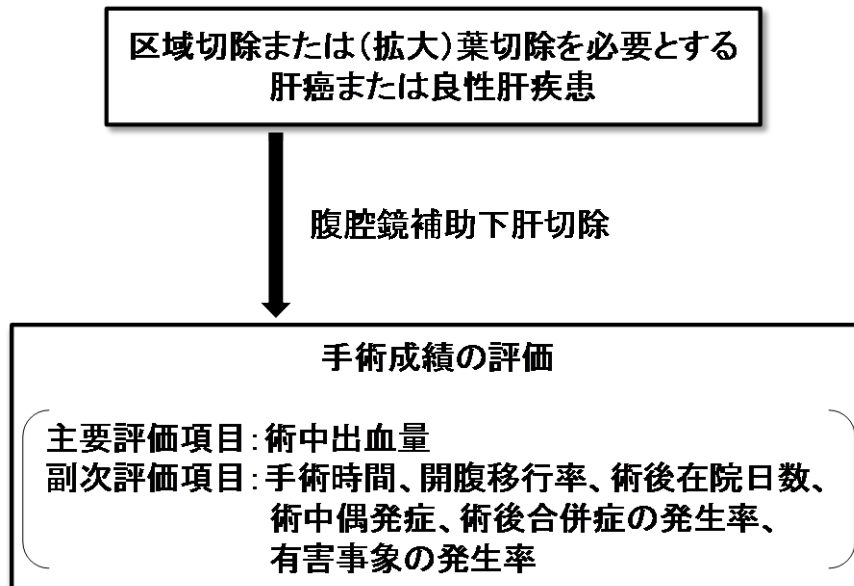 区域切除または(拡大)葉切除を必要とする
肝癌または良性肝疾患
腹腔鏡補助下肝切除
手術成績の評価
主要評価項目:術中出血量
副次評価項目:手術時間、開腹移行率、術後在院日数、
術中偶発症、術後合併症の発生率、
有害事象の発生率